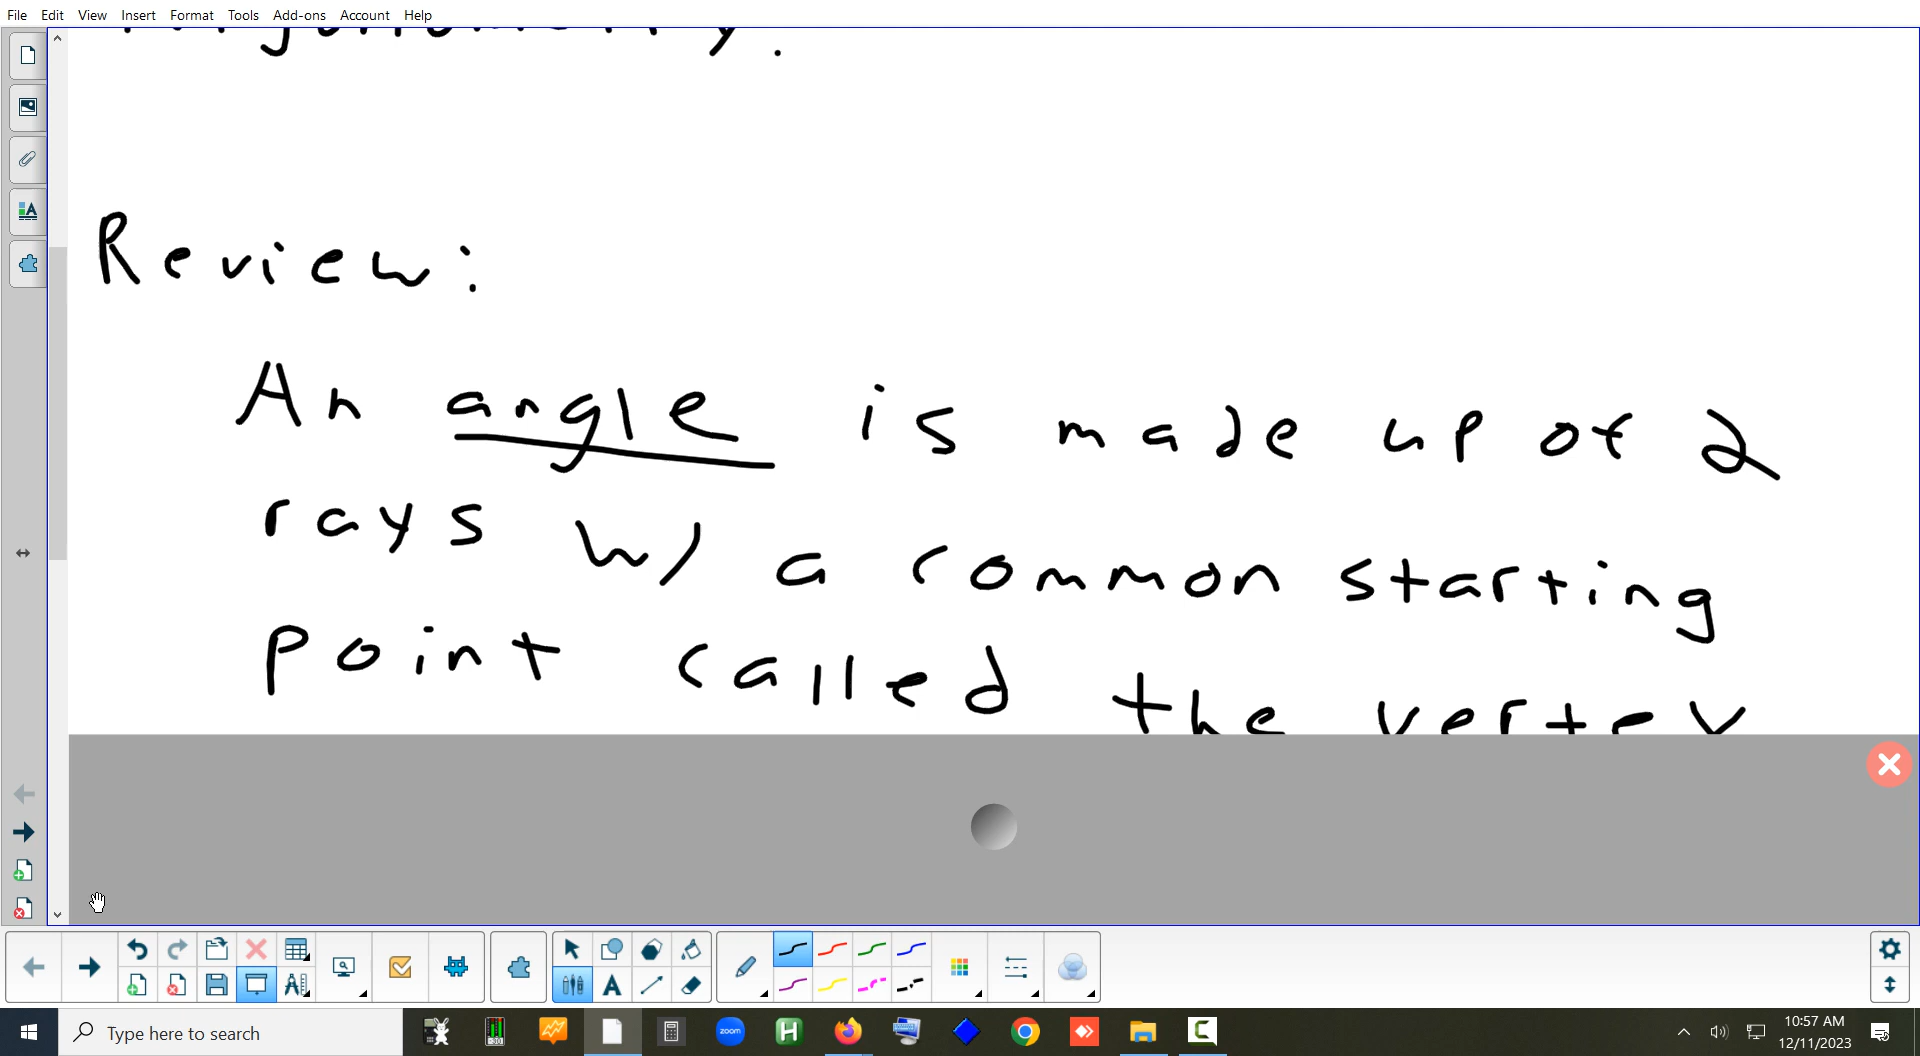 File Edit View Insert Format Tools Add-ons Account Help
Review:
An angle is made up of 2
rays w/ a common starting
point called the vertex
Type here to search
zoom
10:57 AM
12/11/2023